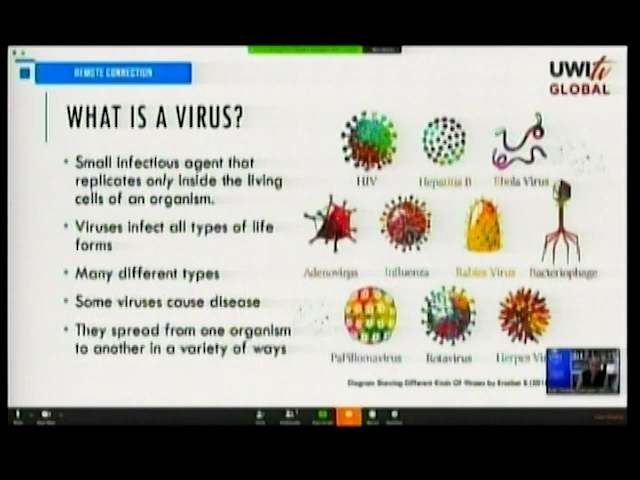 REMOTE CONNECTION
UWItv
GLOBAL
WHAT IS A VIRUS?
• Small infectious agent that
replicates only inside the living
cells of an organism.
• Viruses infect all types of life
forms
• Many different types
• Some viruses cause disease
• They spread from one organism
to another in a variety of ways
HIV
Hepatitis B
Ebola Virus
Adenovirus
Influenza
Rabies Virus
Bacteriophage
Papillomavirus
Rotavirus
Herpes
Diagram Showing Different Kinds Of Viruses by